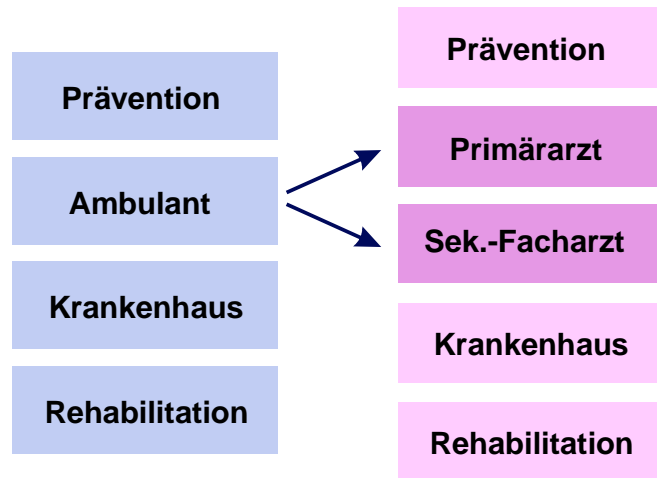 Prävention
Ambulant
Krankenhaus
Rehabilitation
Prävention
Primärarzt
Sek.-Facharzt
Krankenhaus
Rehabilitation